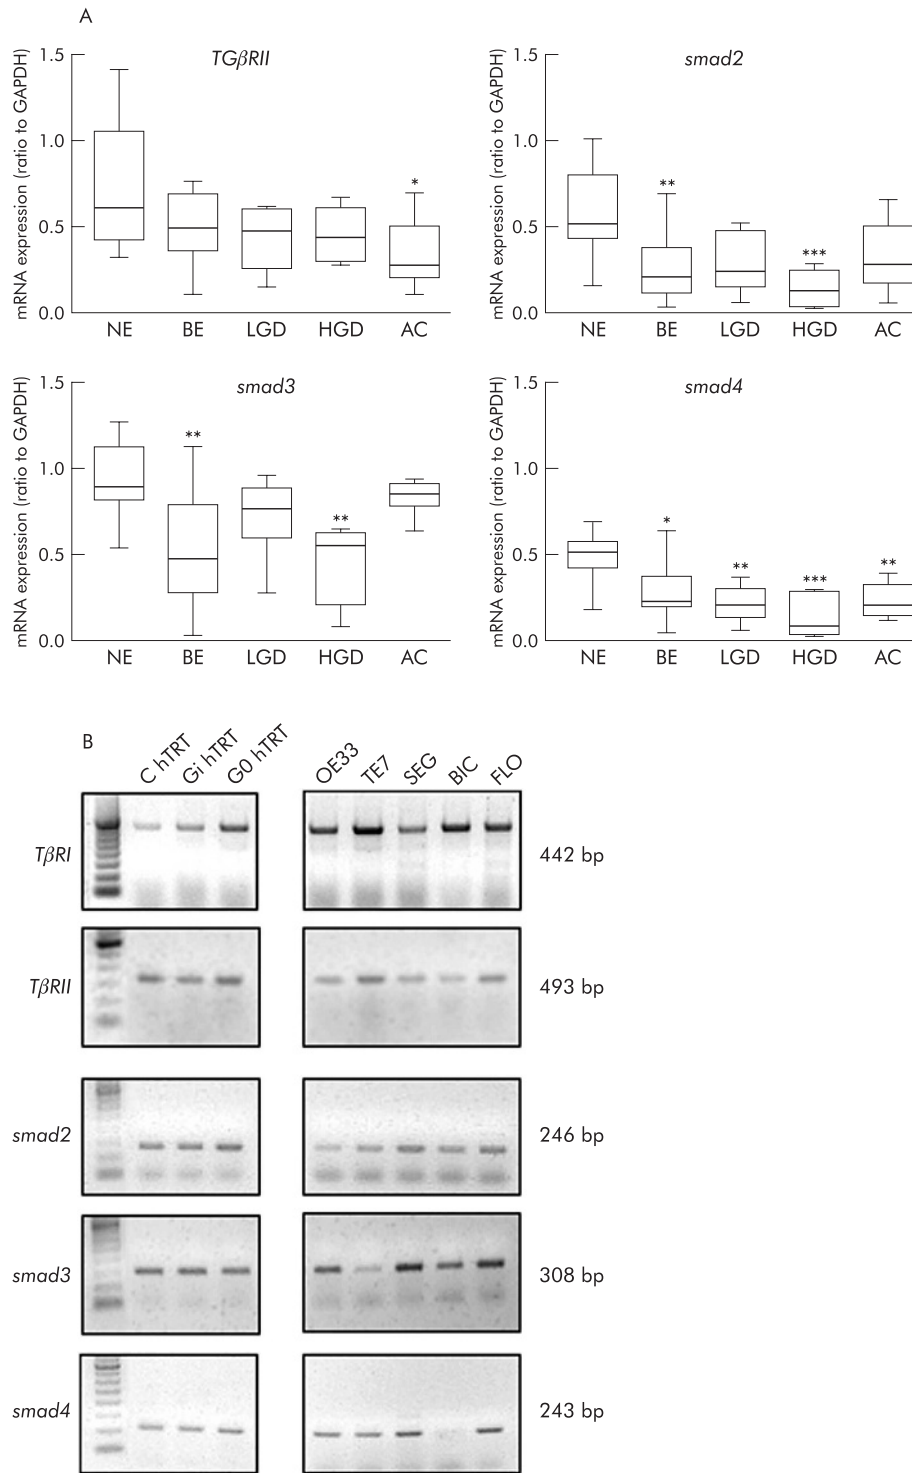 A
TGβRII
mRNA expression (ratio to GAPDH)
1.5
1.0
0.5
0.0
*
NE BE LGD HGD AC
smad2
mRNA expression (ratio to GAPDH)
1.5
1.0
0.5
0.0
**
***
NE BE LGD HGD AC
smad3
mRNA expression (ratio to GAPDH)
1.5
1.0
0.5
0.0
**
**
NE BE LGD HGD AC
smad4
mRNA expression (ratio to GAPDH)
1.5
1.0
0.5
0.0
*
**
***
**
NE BE LGD HGD AC
B
C hTRT Gi hTRT G0 hTRT OE33 TE7 SEG BIC FLO
TβRI 442 bp
TβRII 493 bp
smad2 246 bp
smad3 308 bp
smad4 243 bp